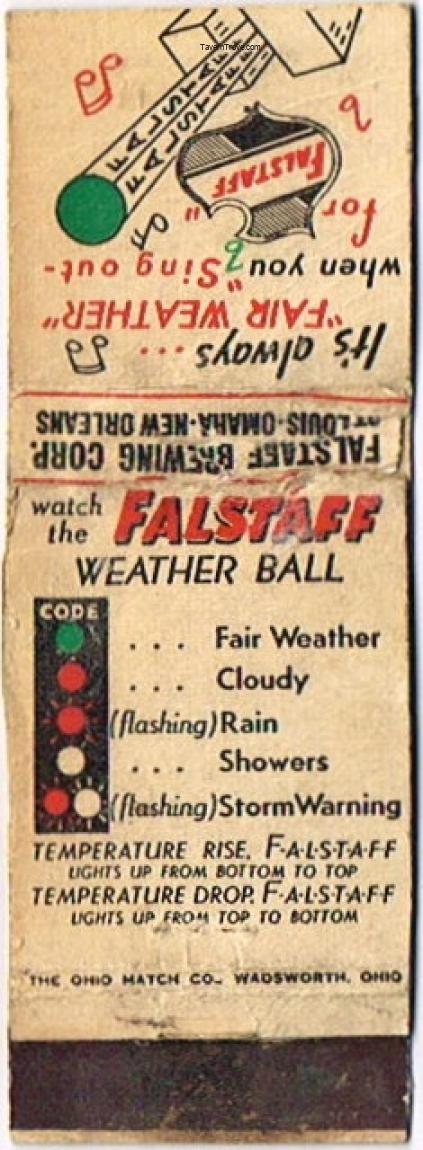 TavernTrove.com
It's always...
"FAIR WEATHER"
when you "Sing out-
for
FALSTAFF "
FALSTAFF
FALSTAFF
FALSTAFF BREWING CORP.
ST. LOUIS·OMAHA·NEW ORLEANS
watch
the FALSTAFF
WEATHER BALL
CODE
... Fair Weather
... Cloudy
(flashing) Rain
... Showers
(flashing) Storm Warning
TEMPERATURE RISE, F·A·L·S·T·A·F·F
LIGHTS UP FROM BOTTOM TO TOP
TEMPERATURE DROP, F·A·L·S·T·A·F·F
LIGHTS UP FROM TOP TO BOTTOM
THE OHIO MATCH CO., WADSWORTH, OHIO